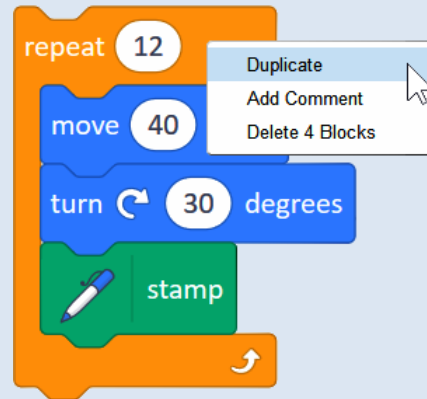 repeat 12
Duplicate
Add Comment
Delete 4 Blocks
move 40
turn 30 degrees
stamp